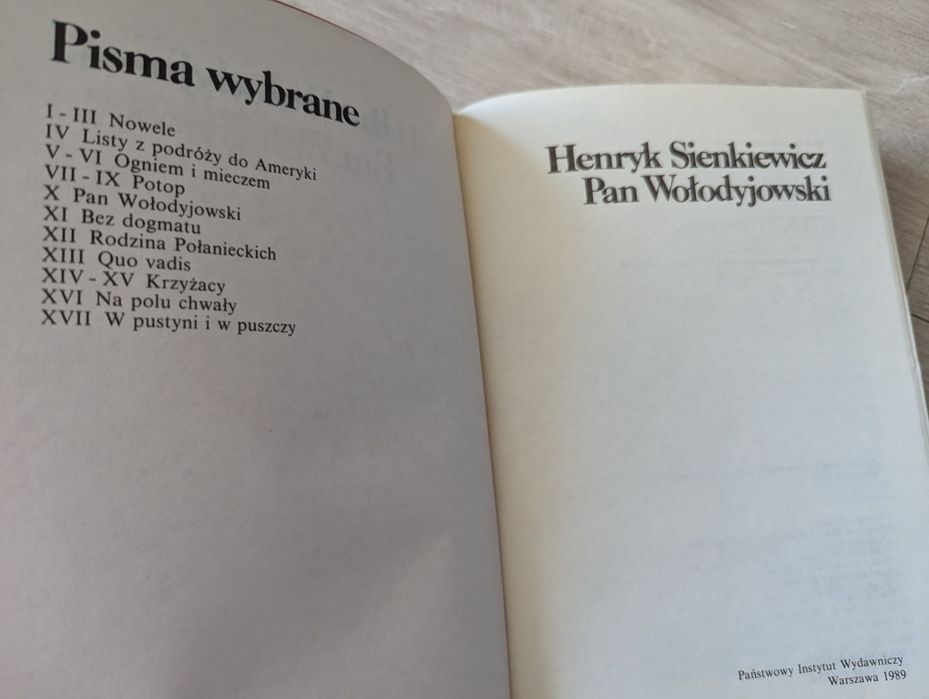 Pisma wybrane
I - III Nowele
IV Listy z podróży do Ameryki
V - VI Ogniem i mieczem
VII - IX Potop
X Pan Wołodyjowski
XI Bez dogmatu
XII Rodzina Połanieckich
XIII Quo vadis
XIV - XV Krzyżacy
XVI Na polu chwały
XVII W pustyni i w puszczy
Henryk Sienkiewicz
Pan Wołodyjowski
Państwowy Instytut Wydawniczy
Warszawa 1989